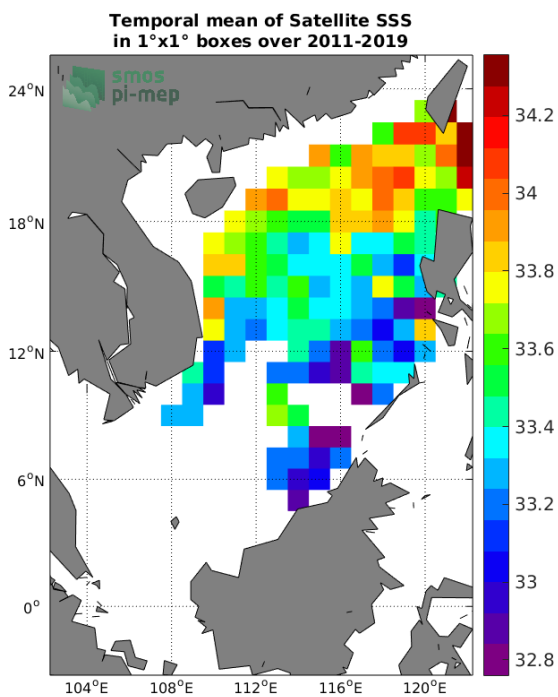 Temporal mean of Satellite SSS
in 1°x1° boxes over 2011-2019
smos
pi-mep
24°N
18°N
12°N
6°N
0°
104°E
108°E
112°E
116°E
120°E
34.2
34
33.8
33.6
33.4
33.2
33
32.8